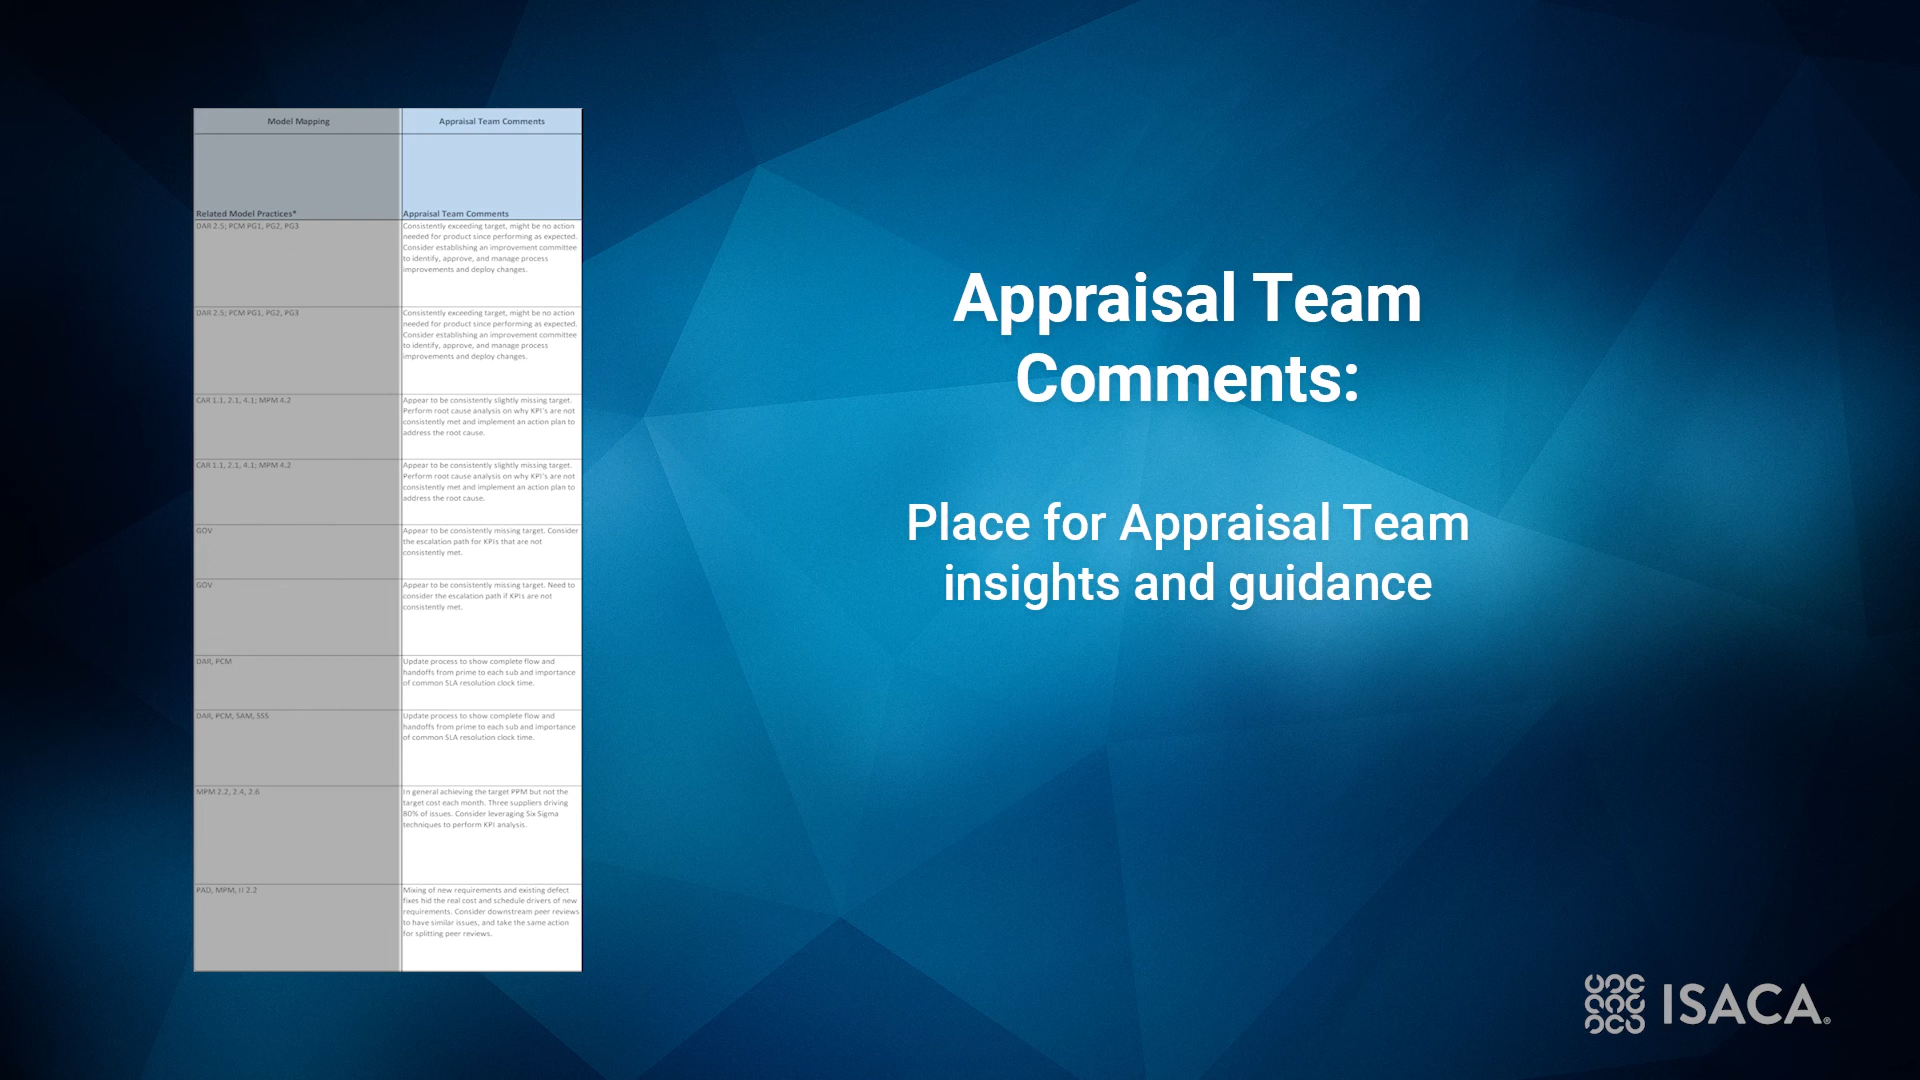 Model Mapping
Appraisal Team Comments
Related Model Practices*
Appraisal Team Comments
DAR 2.5; PCM PG1, PG2, PG3
Consistently exceeding target, might be no action
needed for product since performing as expected.
Consider establishing an improvement committee
to identify, approve, and manage process
improvements and deploy changes.
DAR 2.5; PCM PG1, PG2, PG3
Consistently exceeding target, might be no action
needed for product since performing as expected.
Consider establishing an improvement committee
to identify, approve, and manage process
improvements and deploy changes.
CAR 1.1, 2.1, 4.1; MPM 4.2
Appear to be consistently slightly missing target.
Perform root cause analysis on why KPI's are not
consistently met and implement an action plan to
address the root cause.
CAR 1.1, 2.1, 4.1; MPM 4.2
Appear to be consistently slightly missing target.
Perform root cause analysis on why KPI's are not
consistently met and implement an action plan to
address the root cause.
GOV
Appear to be consistently missing target. Consider
the escalation path for KPIs that are not
consistently met.
GOV
Appear to be consistently missing target. Need to
consider the escalation path if KPIs are not
consistently met.
DAR, PCM
Update process to show complete flow and
handoffs from prime to each sub and importance
of common SLA resolution clock time.
DAR, PCM, SAM, SSS
Update process to show complete flow and
handoffs from prime to each sub and importance
of common SLA resolution clock time.
MPM 2.2, 2.4, 2.6
In general achieving the target PPM but not the
target cost each month. Three suppliers driving
80% of issues. Consider leveraging Six Sigma
techniques to perform KPI analysis.
PAD, MPM, II 2.2
Mixing of new requirements and existing defect
fixes hid the real cost and schedule drivers of new
requirements. Consider downstream peer reviews
to have similar issues, and take the same action
for splitting peer reviews.
Appraisal Team
Comments:
Place for Appraisal Team
insights and guidance
ISACA®